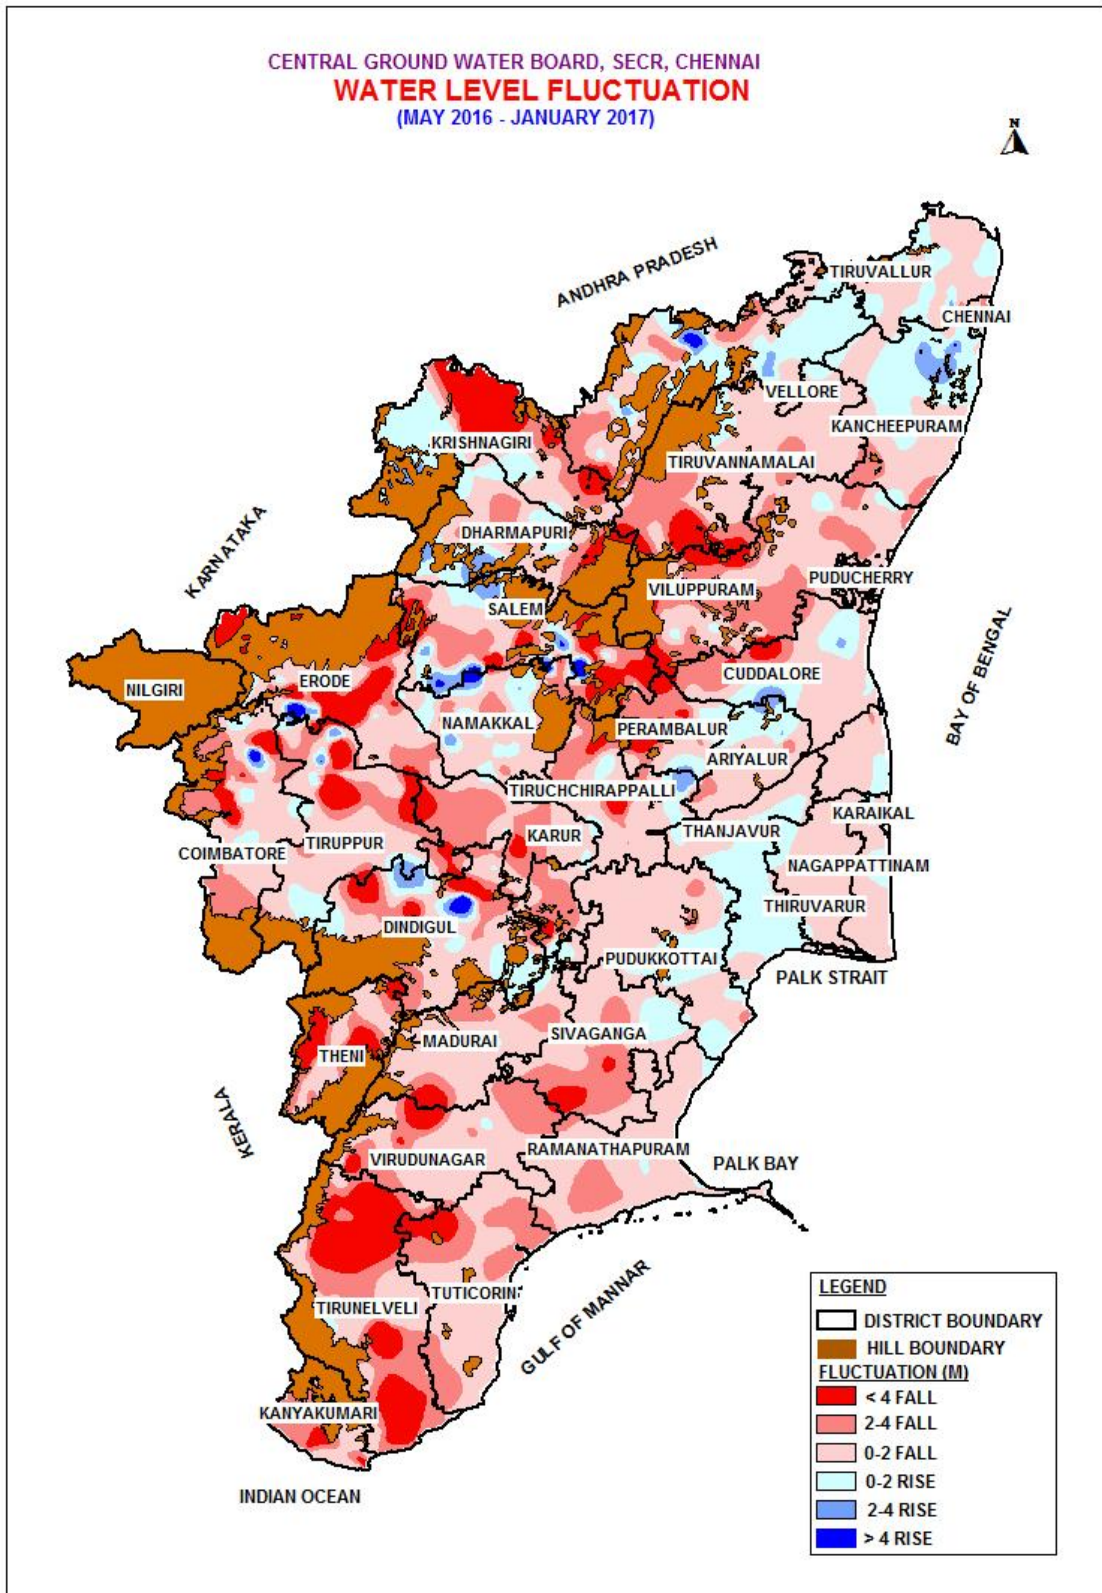 CENTRAL GROUND WATER BOARD, SECR, CHENNAI
WATER LEVEL FLUCTUATION
(MAY 2016 - JANUARY 2017)
N
ANDHRA PRADESH
TIRUVALLUR
CHENNAI
VELLORE
KANCHEEPURAM
KRISHNAGIRI
TIRUVANNAMALAI
KARNATAKA
DHARMAPURI
PUDUCHERRY
VILUPPURAM
SALEM
BAY OF BENGAL
CUDDALORE
ERODE
NILGIRI
NAMAKKAL
PERAMBALUR
ARIYALUR
TIRUCHCHIRAPPALLI
KARAIKAL
THANJAVUR
KARUR
TIRUPPUR
COIMBATORE
NAGAPPATTINAM
THIRUVARUR
DINDIGUL
PUDUKKOTTAI
PALK STRAIT
SIVAGANGA
MADURAI
THENI
KERALA
RAMANATHAPURAM
VIRUDUNAGAR
PALK BAY
TUTICORIN
TIRUNELVELI
GULF OF MANNAR
KANYAKUMARI
INDIAN OCEAN
LEGEND
DISTRICT BOUNDARY
HILL BOUNDARY
FLUCTUATION (M)
< 4 FALL
2-4 FALL
0-2 FALL
0-2 RISE
2-4 RISE
> 4 RISE